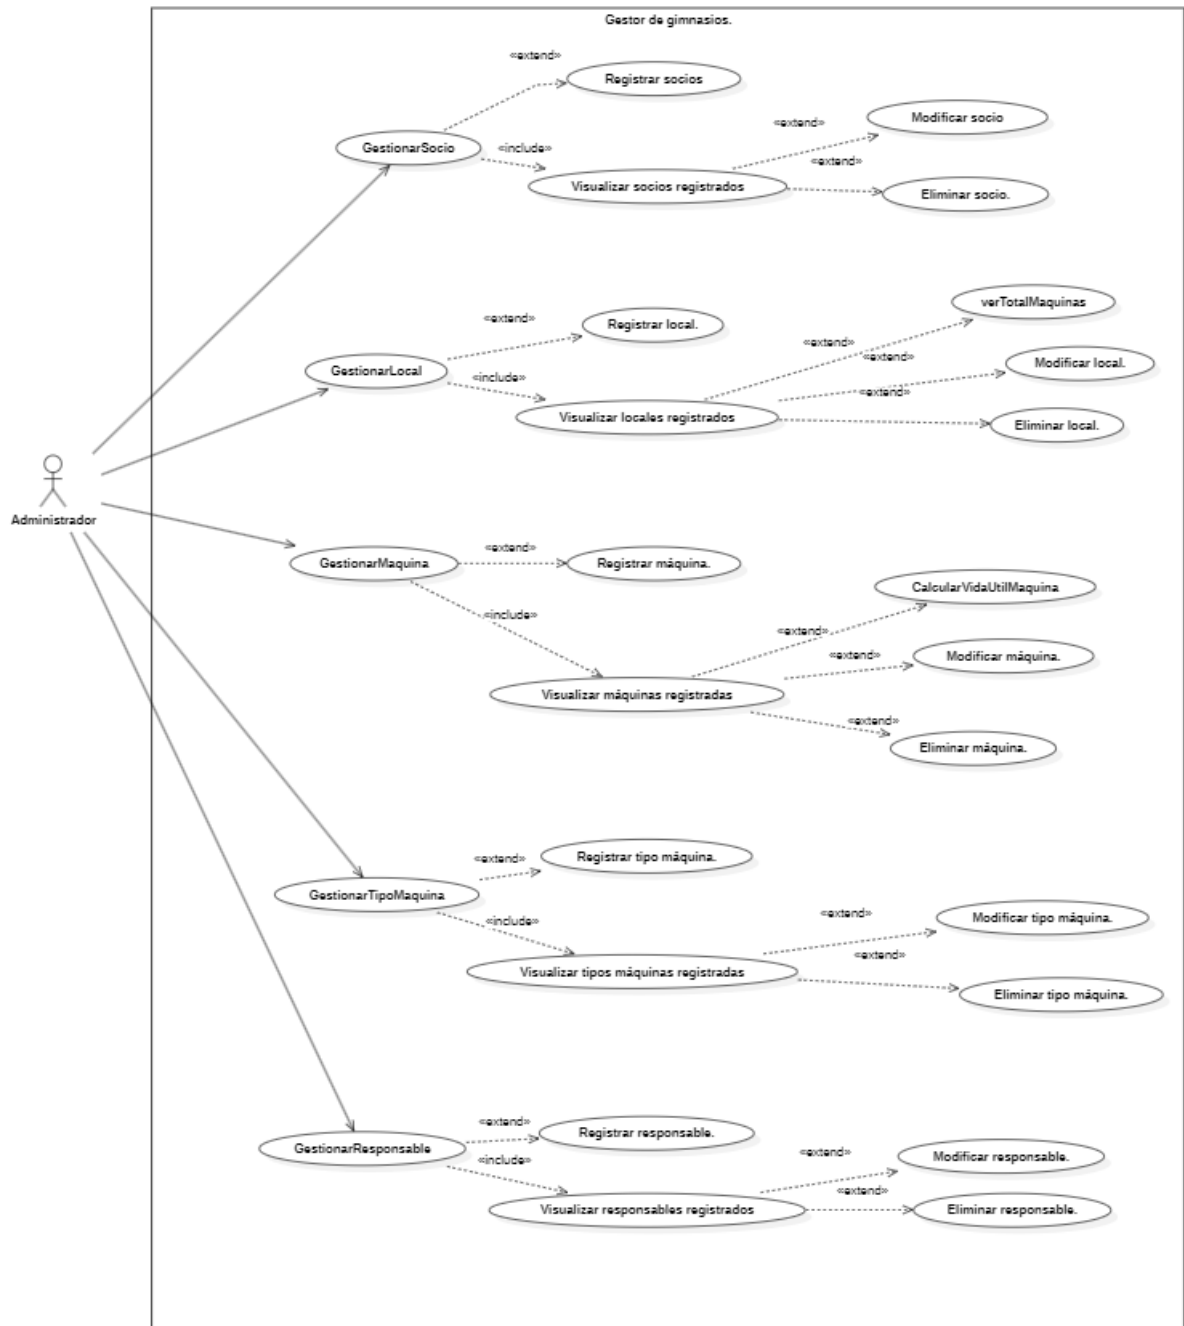 Gestor de gimnasios.
«extend»
Registrar socios
Modificar socio
«extend»
GestionarSocio
«include»
«extend»
Visualizar socios registrados
Eliminar socio.
verTotalMaquinas
«extend»
Registrar local.
«extend»
«extend»
Modificar local.
GestionarLocal
«include»
«extend»
Visualizar locales registrados
Eliminar local.
Administrador
«extend»
GestionarMaquina
Registrar máquina.
CalcularVidaUtilMaquina
«include»
«extend»
«extend»
Modificar máquina.
Visualizar máquinas registradas
«extend»
Eliminar máquina.
«extend»
Registrar tipo máquina.
GestionarTipoMaquina
«include»
«extend»
Modificar tipo máquina.
«extend»
Visualizar tipos máquinas registradas
Eliminar tipo máquina.
«extend»
Registrar responsable.
GestionarResponsable
«include»
«extend»
Modificar responsable.
«extend»
Visualizar responsables registrados
Eliminar responsable.